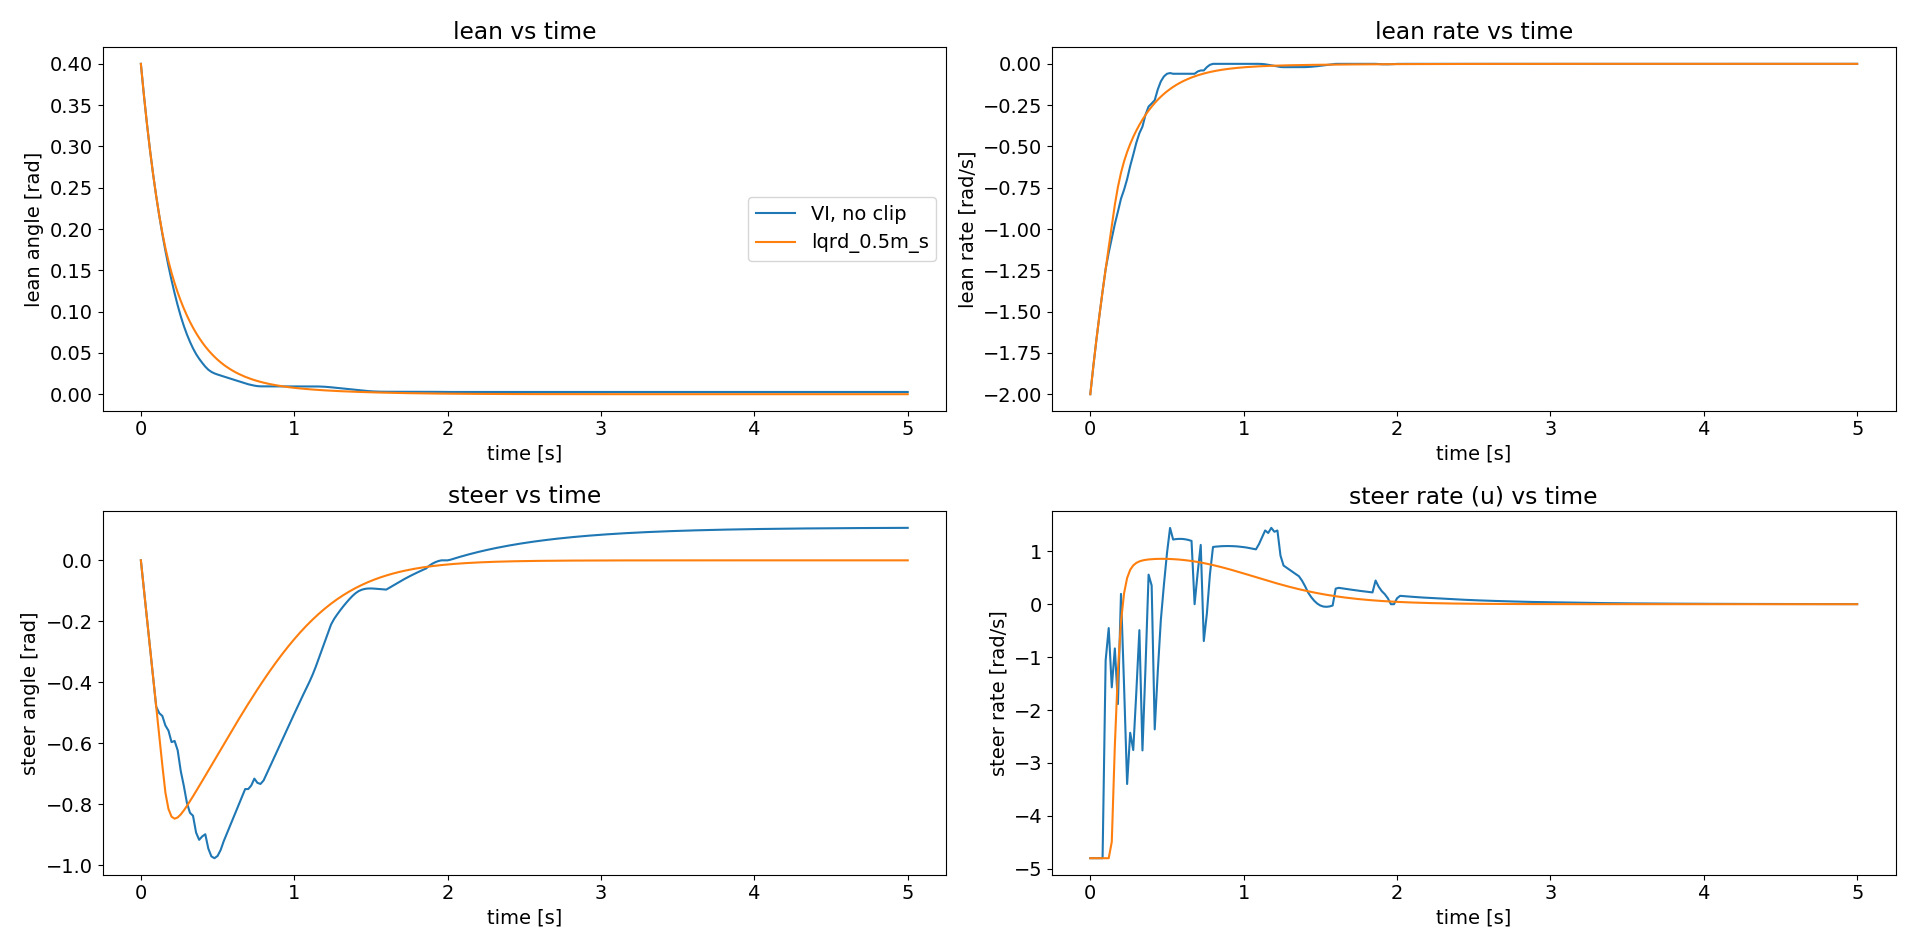 lean vs time
lean angle [rad]
0.40
0.35
0.30
0.25
0.20
0.15
0.10
0.05
0.00
0 1 2 3 4 5
time [s]
VI, no clip
lqrd_0.5m_s
lean rate vs time
lean rate [rad/s]
0.00
−0.25
−0.50
−0.75
−1.00
−1.25
−1.50
−1.75
−2.00
0 1 2 3 4 5
time [s]
steer vs time
steer angle [rad]
0.0
−0.2
−0.4
−0.6
−0.8
−1.0
0 1 2 3 4 5
time [s]
steer rate (u) vs time
steer rate [rad/s]
1
0
−1
−2
−3
−4
−5
0 1 2 3 4 5
time [s]